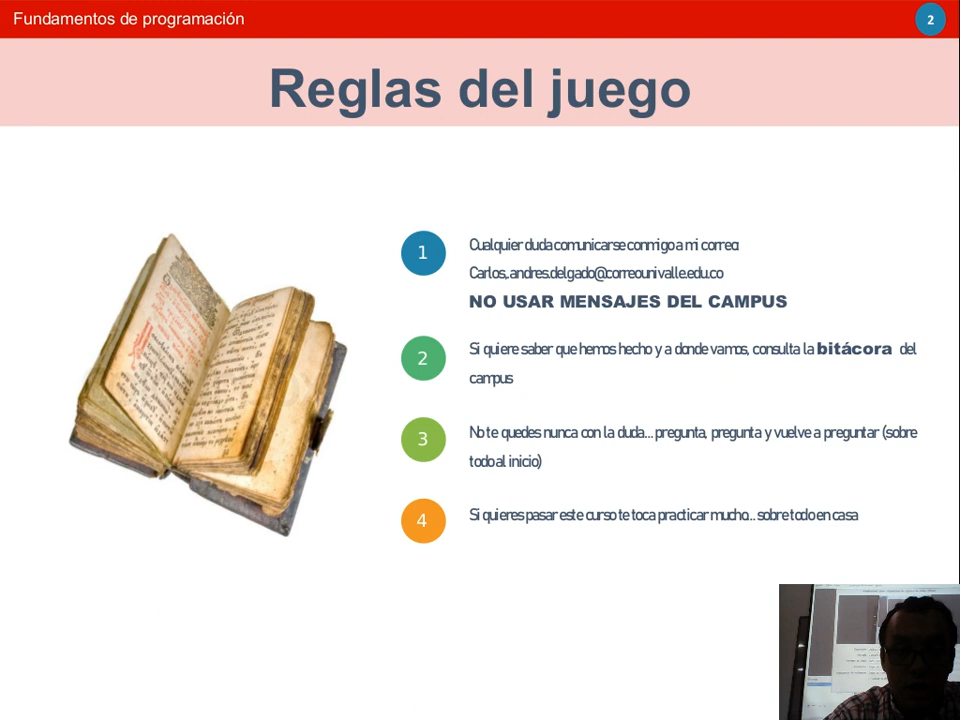 Fundamentos de programación
2
Reglas del juego
1
Cualquier duda comunicarse conmigo a mi correo:
Carlos,.andres.delgado@correounivalle.edu.co
NO USAR MENSAJES DEL CAMPUS
2
Si quiere saber que hemos hecho y a donde vamos, consulta la bitácora del
campus
3
No te quedes nunca con la duda... pregunta, pregunta y vuelve a preguntar (sobre
todo al inicio)
4
Si quieres pasar este curso te toca practicar mucho... sobre todo en casa